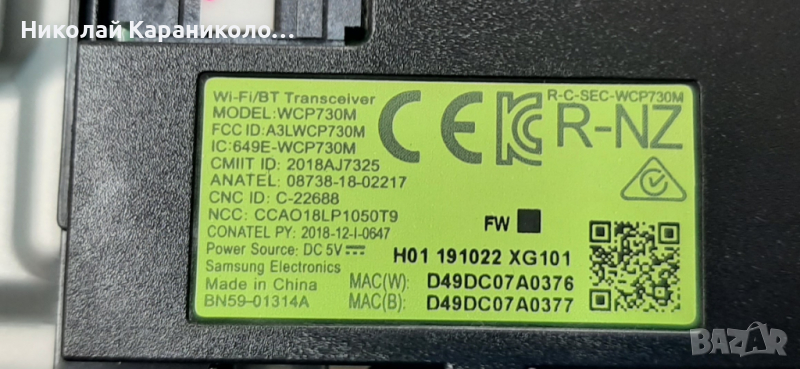 Николай Караниколо...
Wi-Fi/BT Transceiver
MODEL:WCP730M
FCC ID:A3LWCP730M
IC:649E-WCP730M
CMIIT ID: 2018AJ7325
ANATEL: 08738-18-02217
CNC ID: C-22688
NCC: CCAO18LP1050T9
CONATEL PY: 2018-12-I-0647
Power Source: DC 5V
Samsung Electronics
Made in China
BN59-01314A
CE
R-C-SEC-WCP730M
R-NZ
FW
H01 191022 XG101
MAC(W): D49DC07A0376
MAC(B): D49DC07A0377
BAZAR